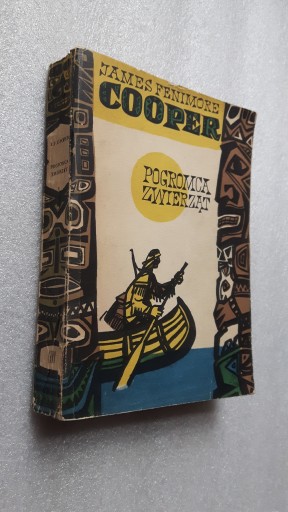 JAMES FENIMORE
COOPER
POGROMCA
ZWIERZĄT